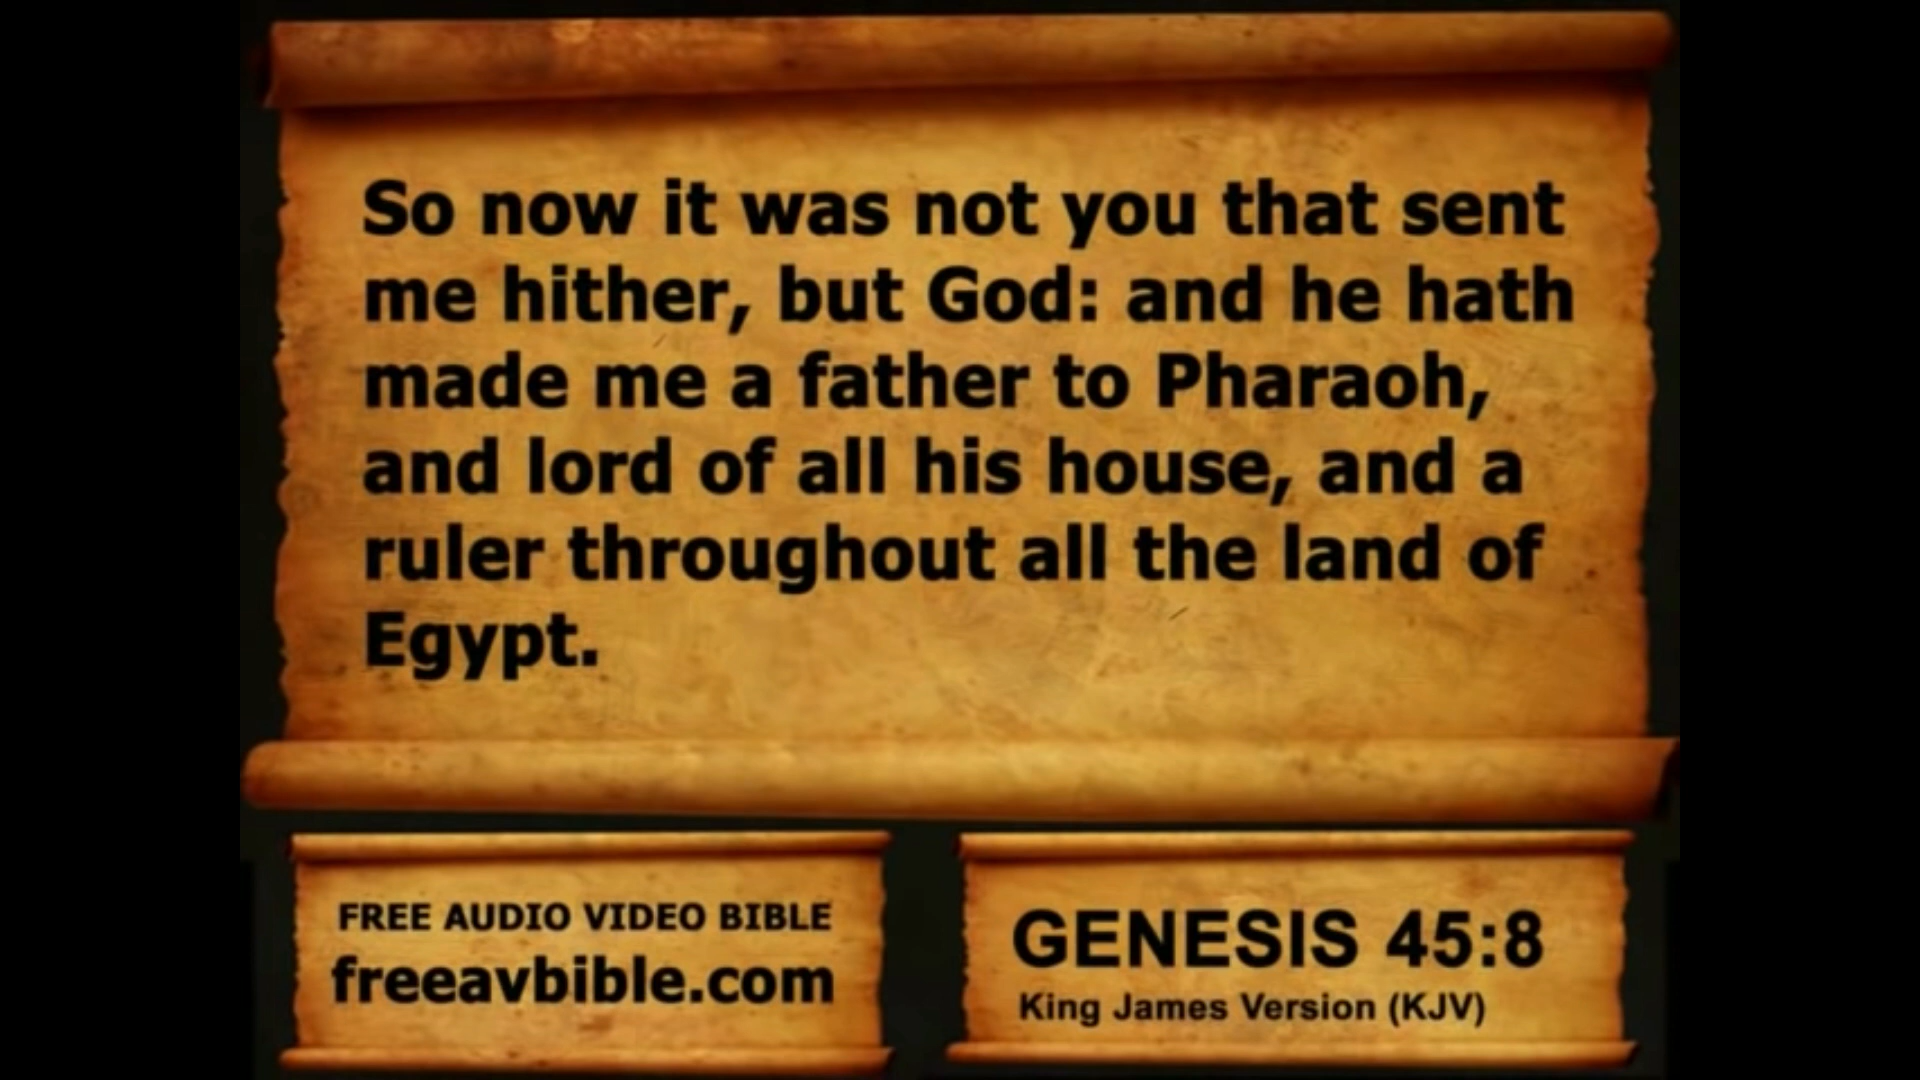 So now it was not you that sent
me hither, but God: and he hath
made me a father to Pharaoh,
and lord of all his house, and a
ruler throughout all the land of
Egypt.
FREE AUDIO VIDEO BIBLE
freeavbible.com
GENESIS 45:8
King James Version (KJV)